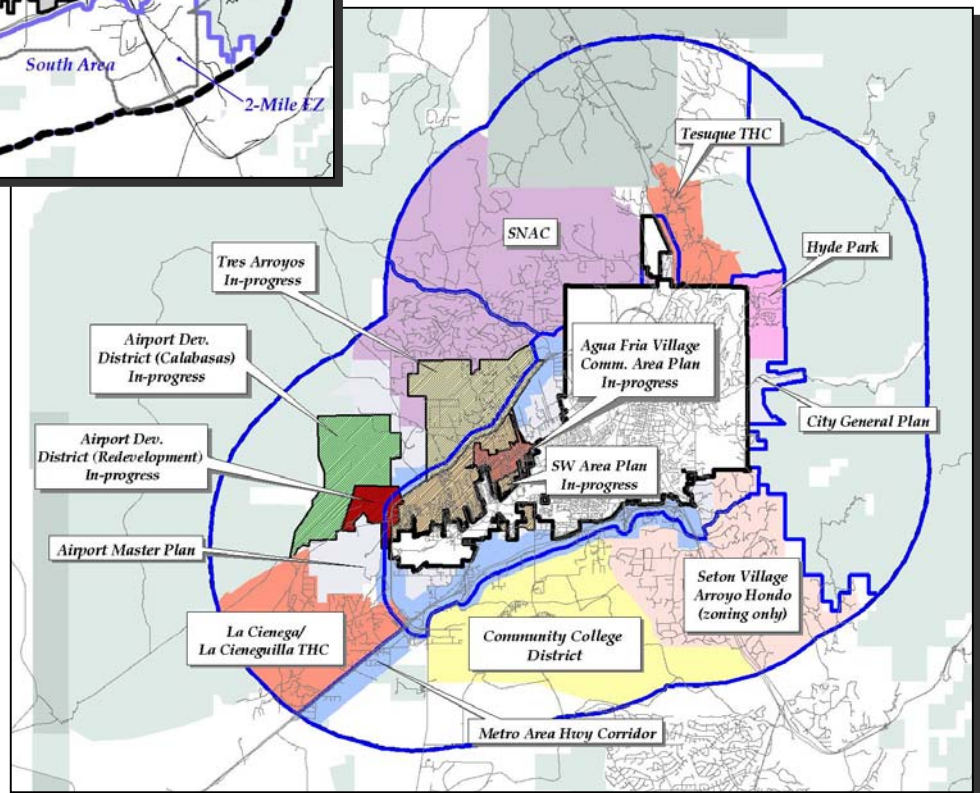 South Area
2-Mile EZ
Tesuque THC
SNAC
Hyde Park
Tres Arroyos
In-progress
Airport Dev.
District (Calabasas)
In-progress
Agua Fria Village
Comm. Area Plan
In-progress
City General Plan
Airport Dev.
District (Redevelopment)
In-progress
SW Area Plan
In-progress
Airport Master Plan
Seton Village
Arroyo Hondo
(zoning only)
La Cienega/
La Cieneguilla THC
Community College
District
Metro Area Hwy Corridor